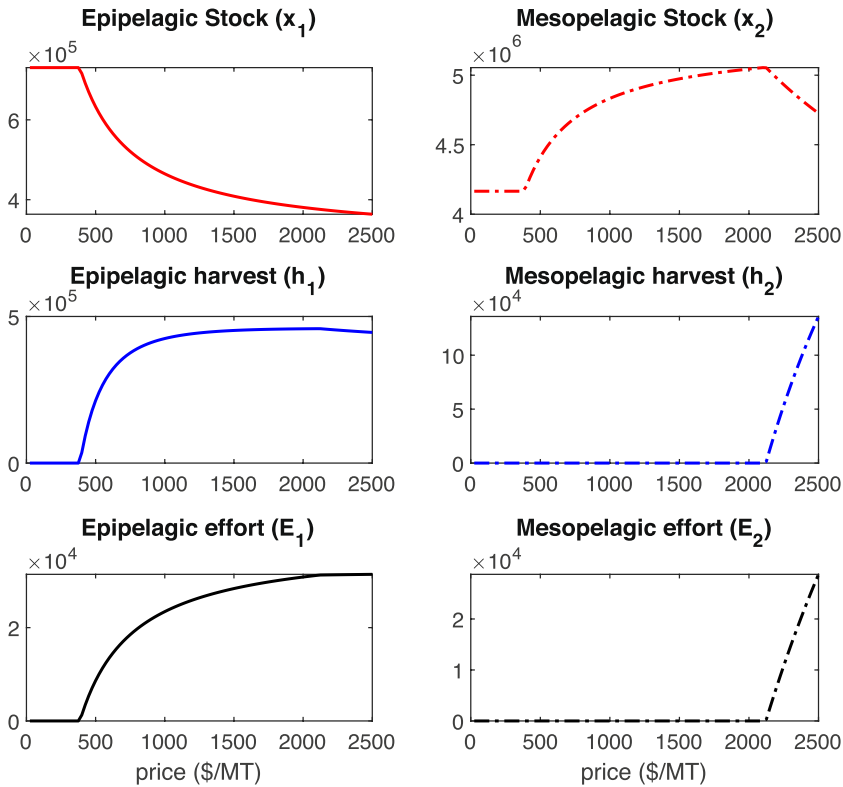 Epipelagic Stock (x1)
×10^5
6
4
0 500 1000 1500 2000 2500
Mesopelagic Stock (x2)
×10^6
5
4.5
4
0 500 1000 1500 2000 2500
Epipelagic harvest (h1)
×10^5
5
0
0 500 1000 1500 2000 2500
Mesopelagic harvest (h2)
×10^4
10
5
0
0 500 1000 1500 2000 2500
Epipelagic effort (E1)
×10^4
2
0
0 500 1000 1500 2000 2500
price ($/MT)
Mesopelagic effort (E2)
×10^4
2
1
0
0 500 1000 1500 2000 2500
price ($/MT)